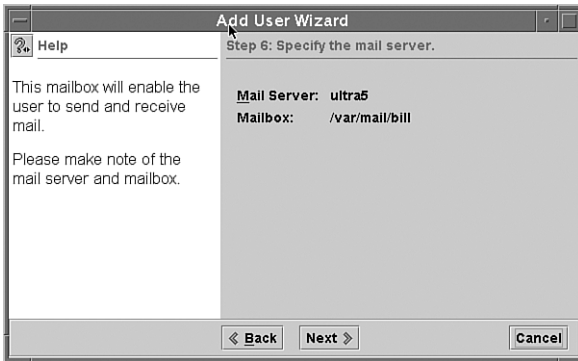 Add User Wizard
Help
Step 6: Specify the mail server.
This mailbox will enable the
user to send and receive
mail.
Please make note of the
mail server and mailbox.
Mail Server: ultra5
Mailbox: /var/mail/bill
Back
Next
Cancel